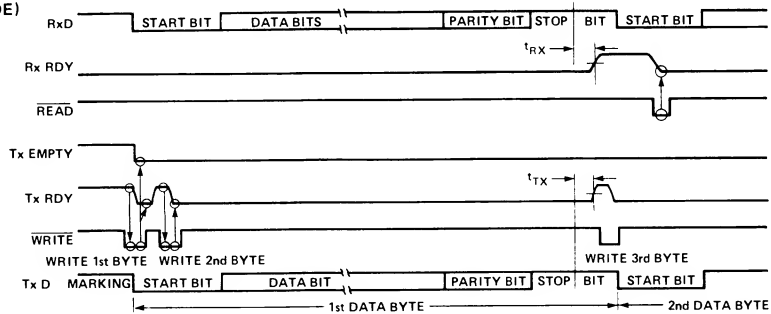 DE)
RxD START BIT DATA BITS PARITY BIT STOP BIT START BIT
tRX
Rx RDY
READ
Tx EMPTY
Tx RDY tTX
WRITE
WRITE 1st BYTE WRITE 2nd BYTE WRITE 3rd BYTE
Tx D MARKING START BIT DATA BIT PARITY BIT STOP BIT START BIT
1st DATA BYTE 2nd DATA BYTE